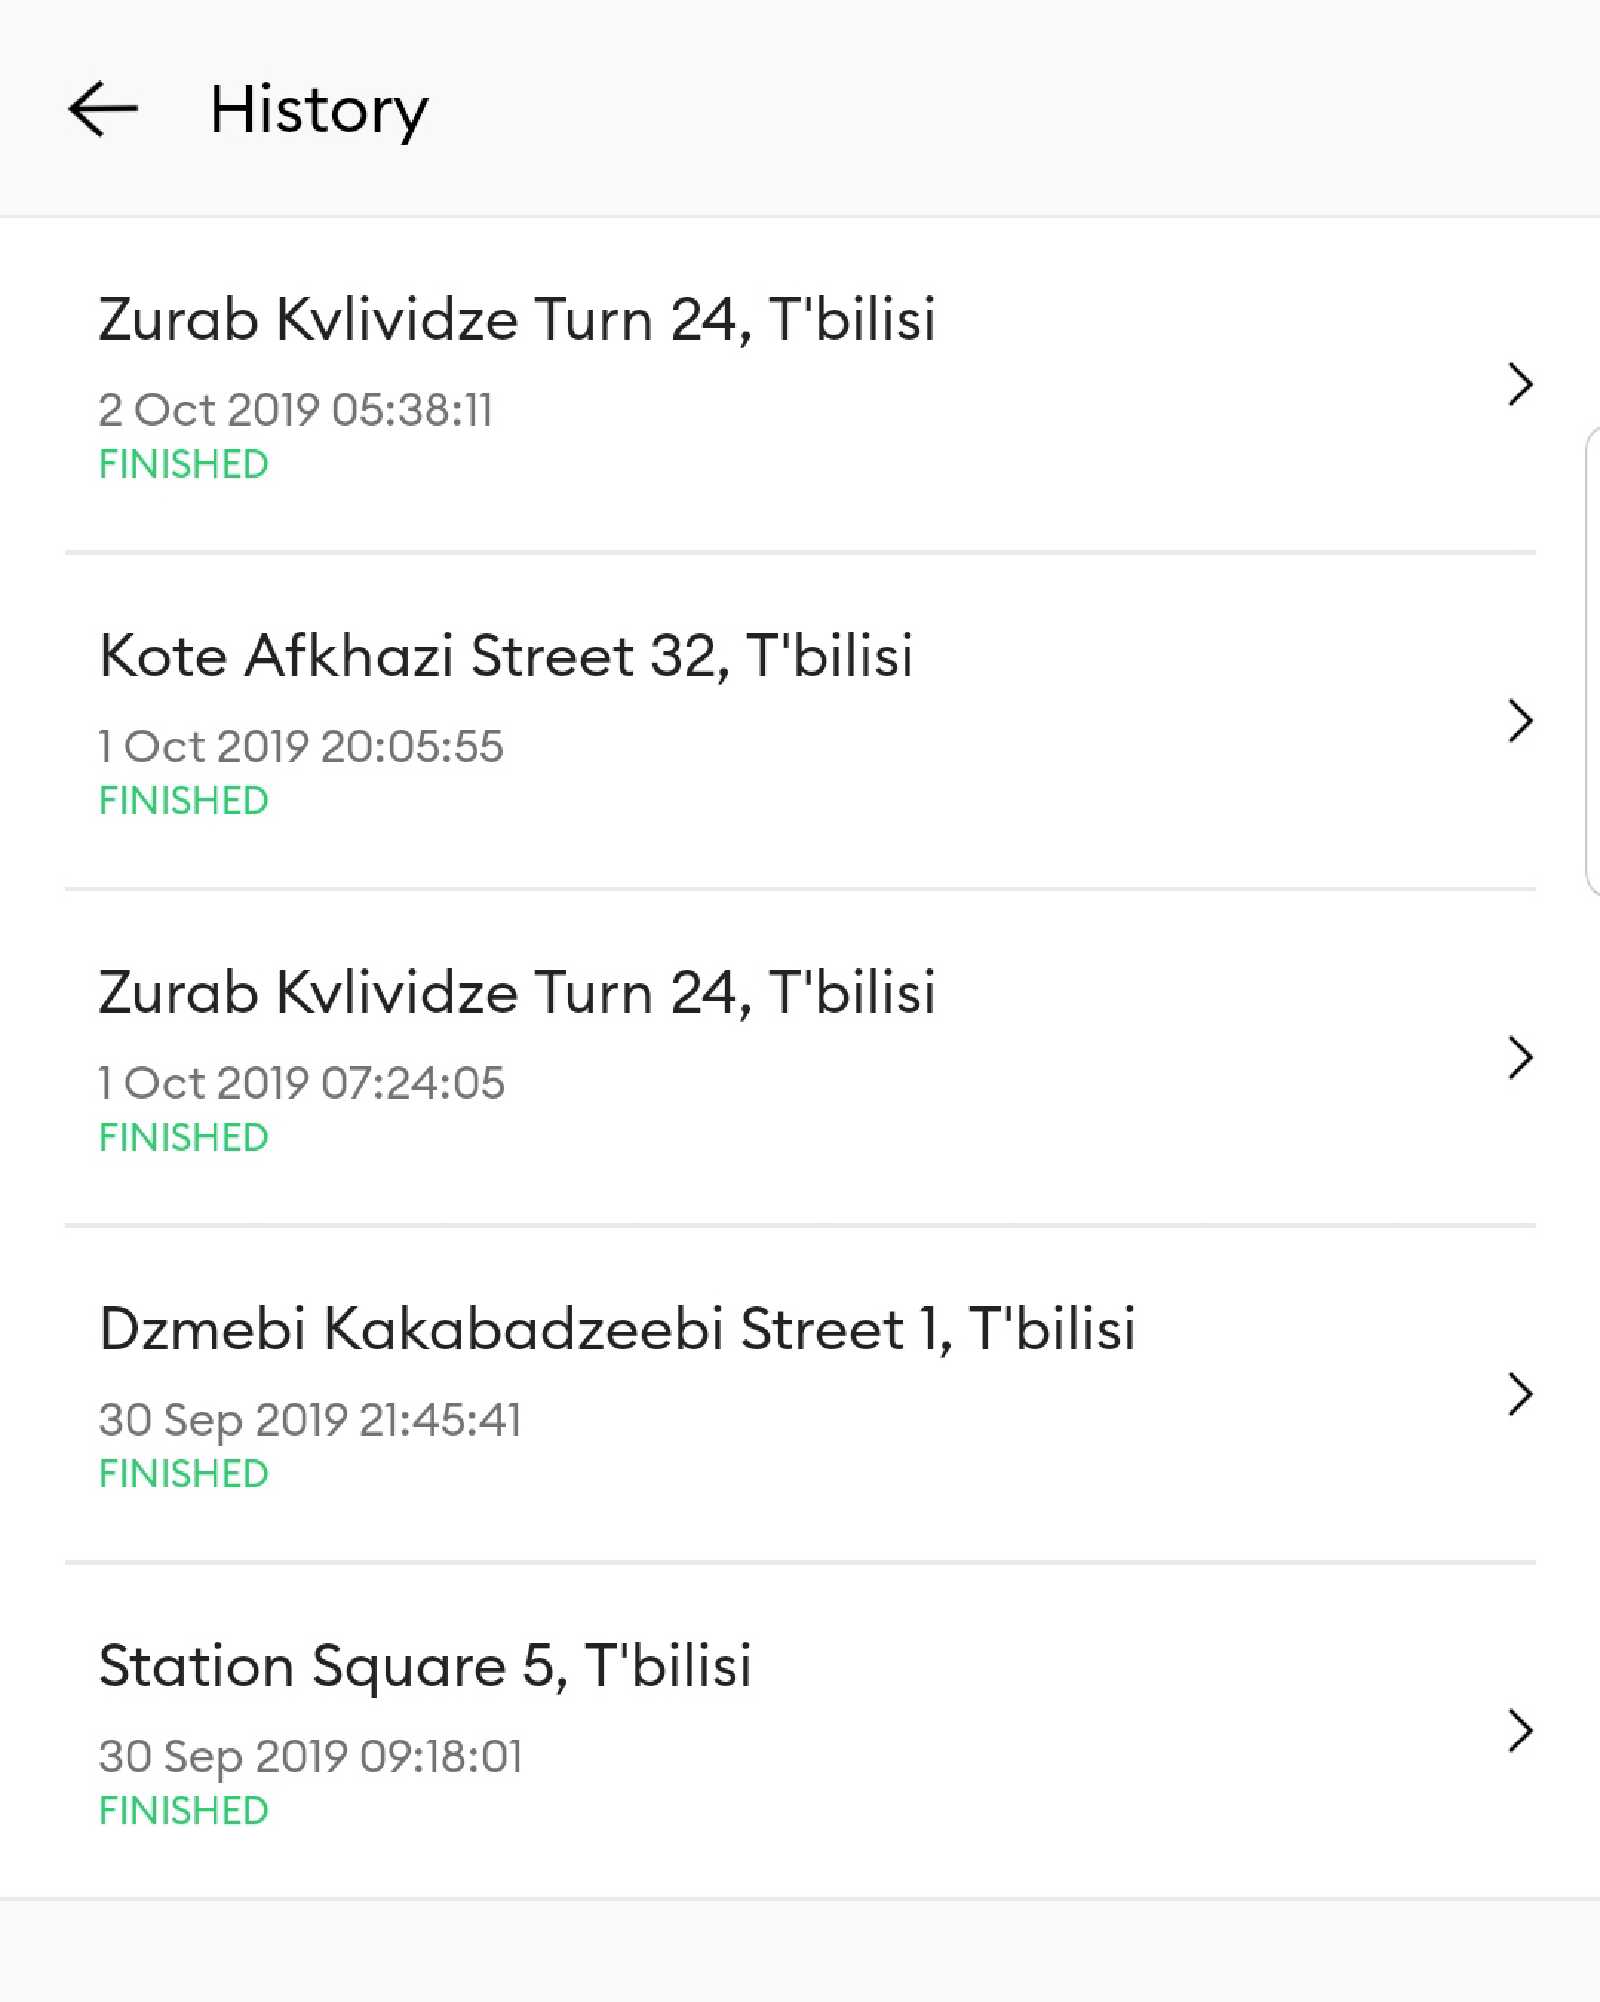 History
Zurab Kvlividze Turn 24, T'bilisi
2 Oct 2019 05:38:11
FINISHED
Kote Afkhazi Street 32, T'bilisi
1 Oct 2019 20:05:55
FINISHED
Zurab Kvlividze Turn 24, T'bilisi
1 Oct 2019 07:24:05
FINISHED
Dzmebi Kakabadzeebi Street 1, T'bilisi
30 Sep 2019 21:45:41
FINISHED
Station Square 5, T'bilisi
30 Sep 2019 09:18:01
FINISHED